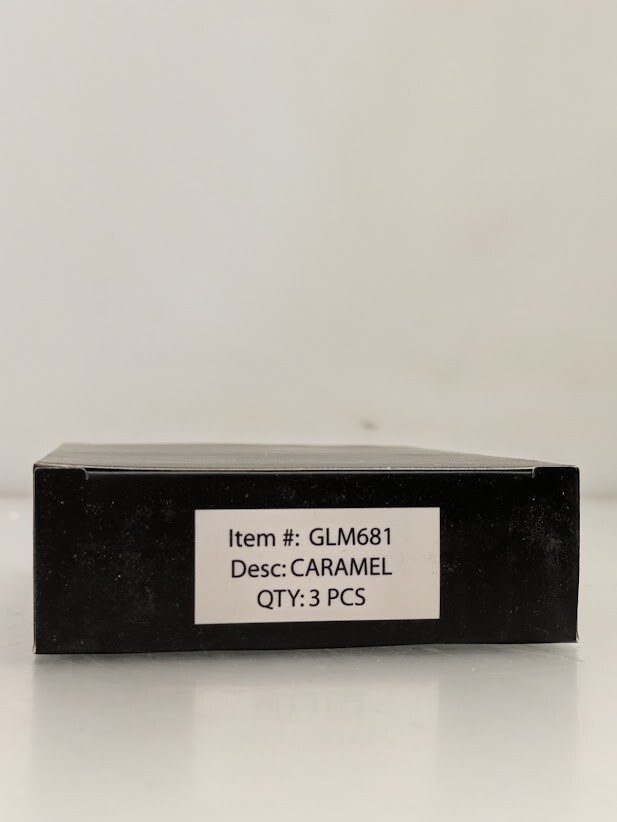 Item #: GLM681
Desc: CARAMEL
QTY: 3 PCS